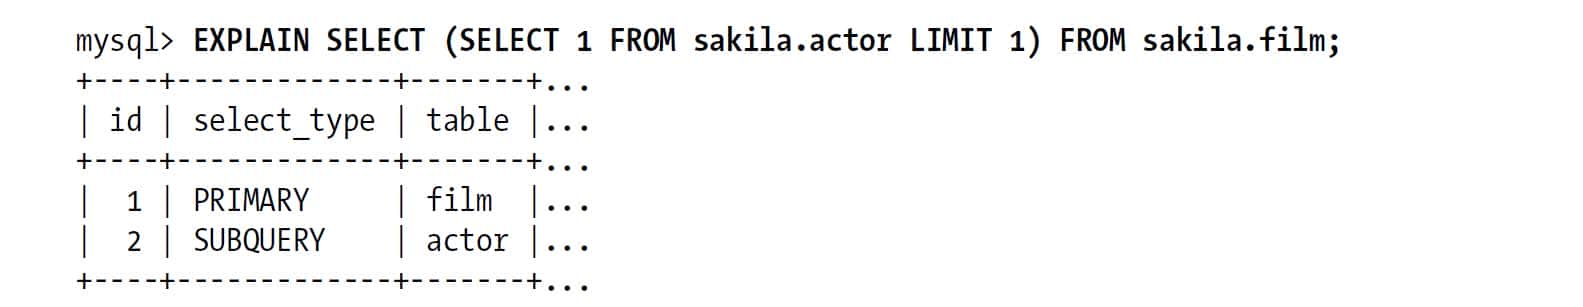 mysql> EXPLAIN SELECT (SELECT 1 FROM sakila.actor LIMIT 1) FROM sakila.film;
+----+-------------+-------+...
| id | select_type | table |...
+----+-------------+-------+...
|  1 | PRIMARY     | film  |...
|  2 | SUBQUERY    | actor |...
+----+-------------+-------+...